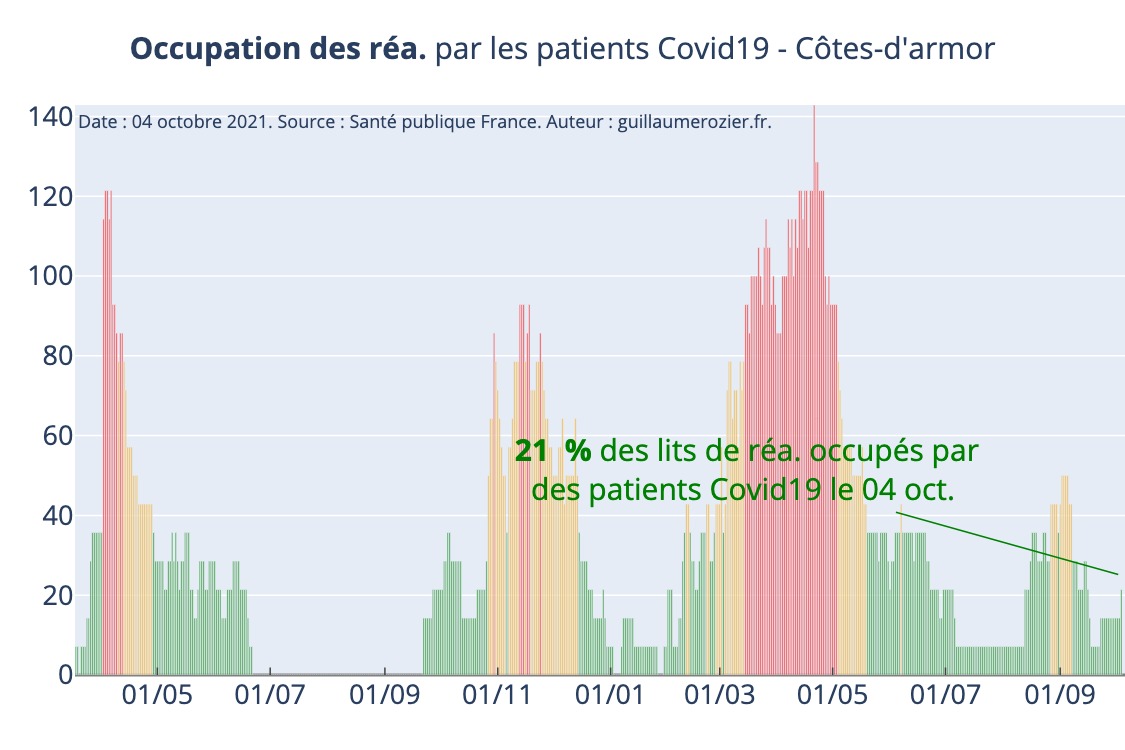 Occupation des réa. par les patients Covid19 - Côtes-d'armor
140
Date : 04 octobre 2021. Source : Santé publique France. Auteur : guillaumerozier.fr.
120
100
80
60
21 % des lits de réa. occupés par
des patients Covid19 le 04 oct.
40
20
0
01/05 01/07 01/09 01/11 01/01 01/03 01/05 01/07 01/09